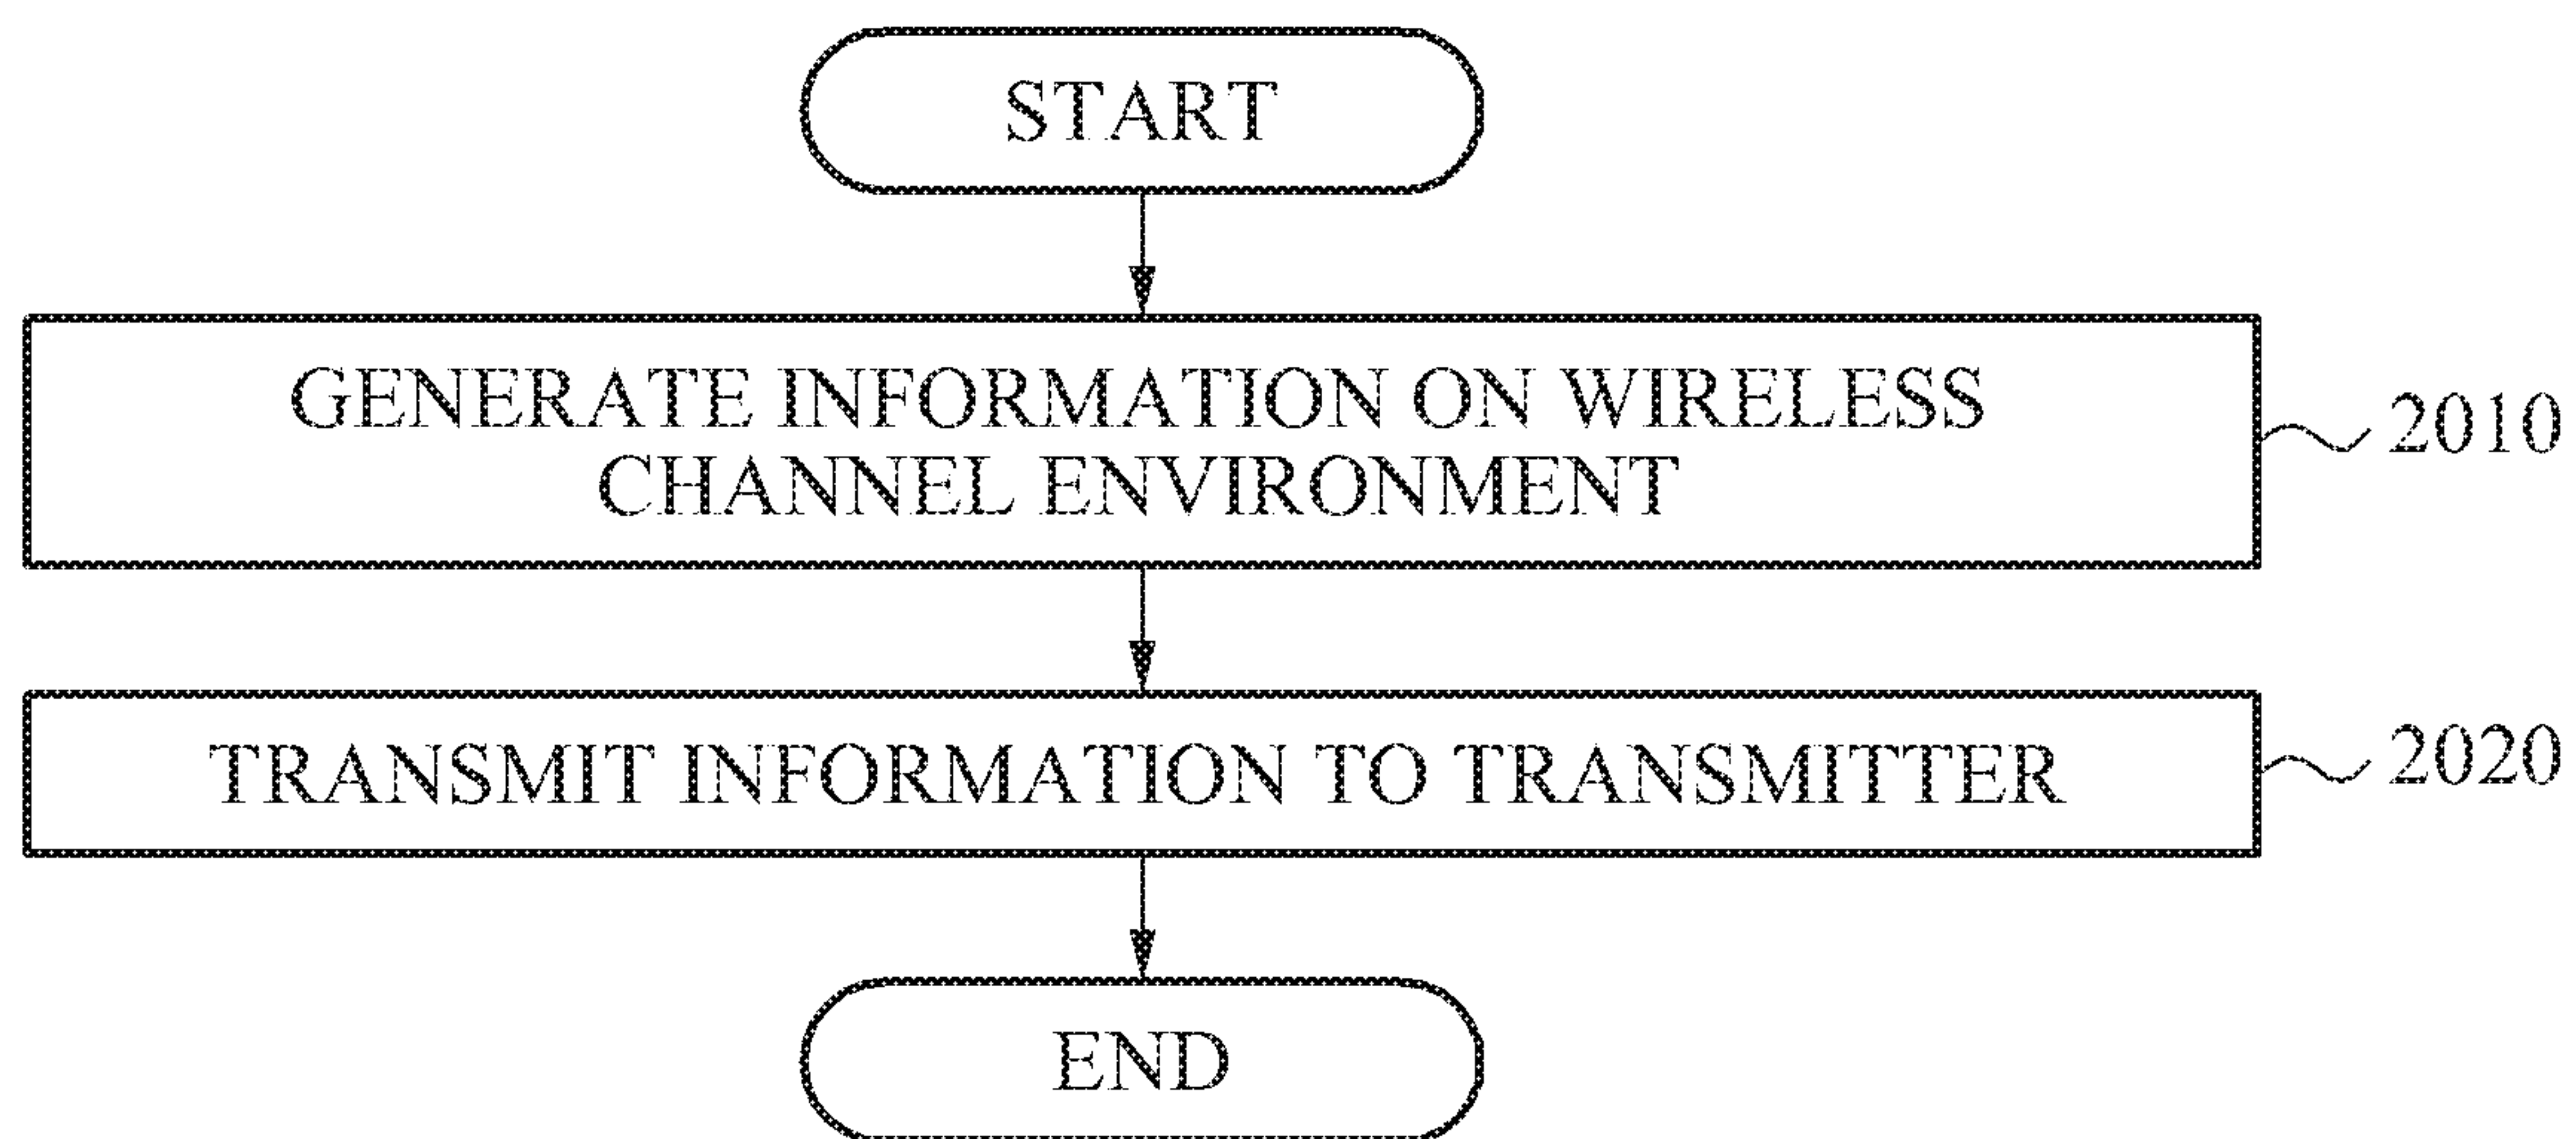 START
GENERATE INFORMATION ON WIRELESS
CHANNEL ENVIRONMENT
2010
TRANSMIT INFORMATION TO TRANSMITTER
2020
END